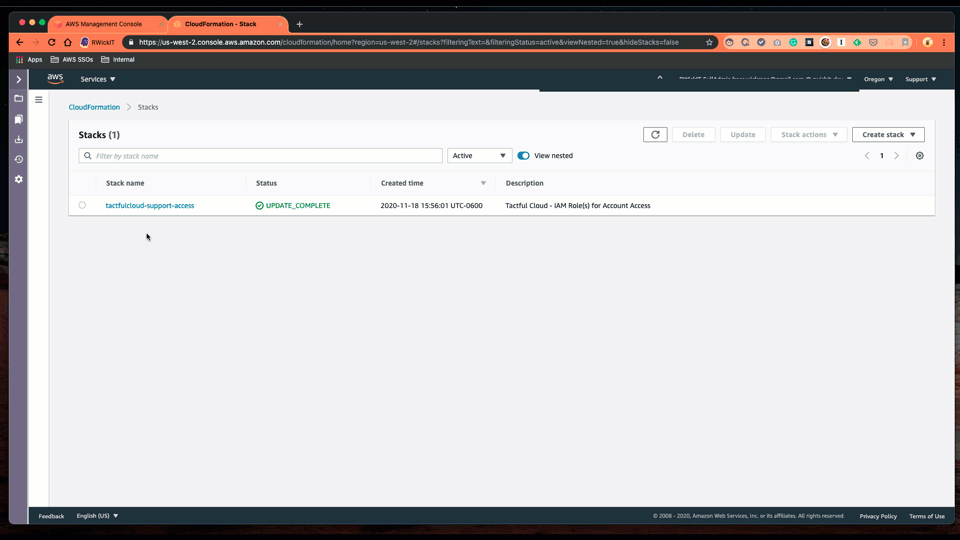 AWS Management Console
CloudFormation - Stack
RWickIT
https://us-west-2.console.aws.amazon.com/cloudformation/home?region=us-west-2#/stacks?filteringText=&filteringStatus=active&viewNested=true&hideStacks=false
Apps AWS SSOs Internal
aws Services Oregon Support
CloudFormation > Stacks
Stacks (1) Delete Update Stack actions Create stack
Filter by stack name Active View nested 1
Stack name Status Created time Description
tactfulcloud-support-access UPDATE_COMPLETE 2020-11-18 15:56:01 UTC-0600 Tactful Cloud - IAM Role(s) for Account Access
Feedback English (US) © 2008 - 2020, Amazon Web Services, Inc. or its affiliates. All rights reserved. Privacy Policy Terms of Use